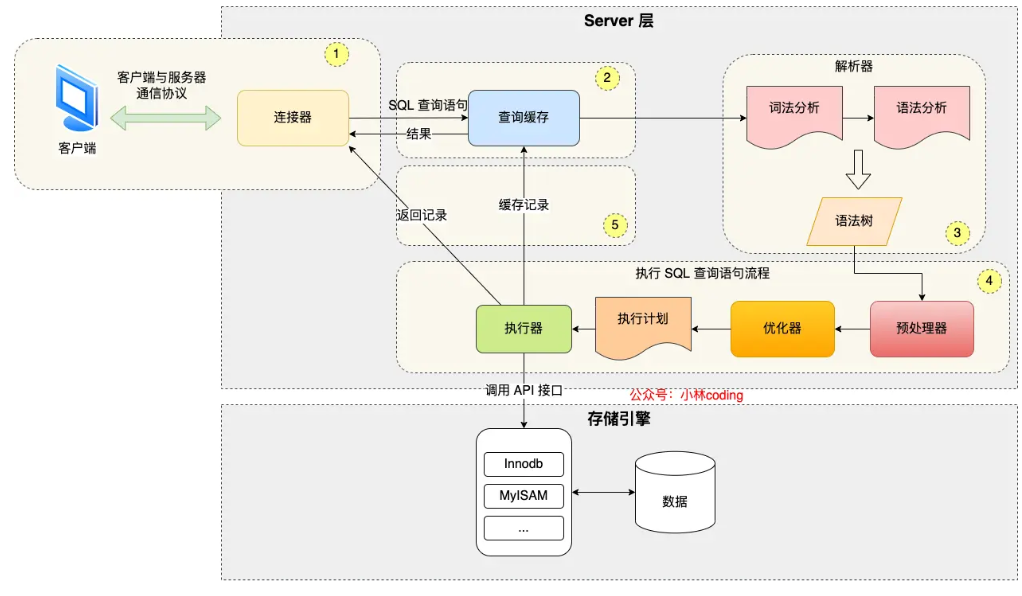 Server 层
1
客户端与服务器
通信协议
客户端
连接器
SQL 查询语句
结果
2
查询缓存
解析器
词法分析
语法分析
语法树
3
返回记录
缓存记录
5
执行 SQL 查询语句流程
4
执行器
执行计划
优化器
预处理器
调用 API 接口
公众号：小林coding
存储引擎
Innodb
MyISAM
...
数据